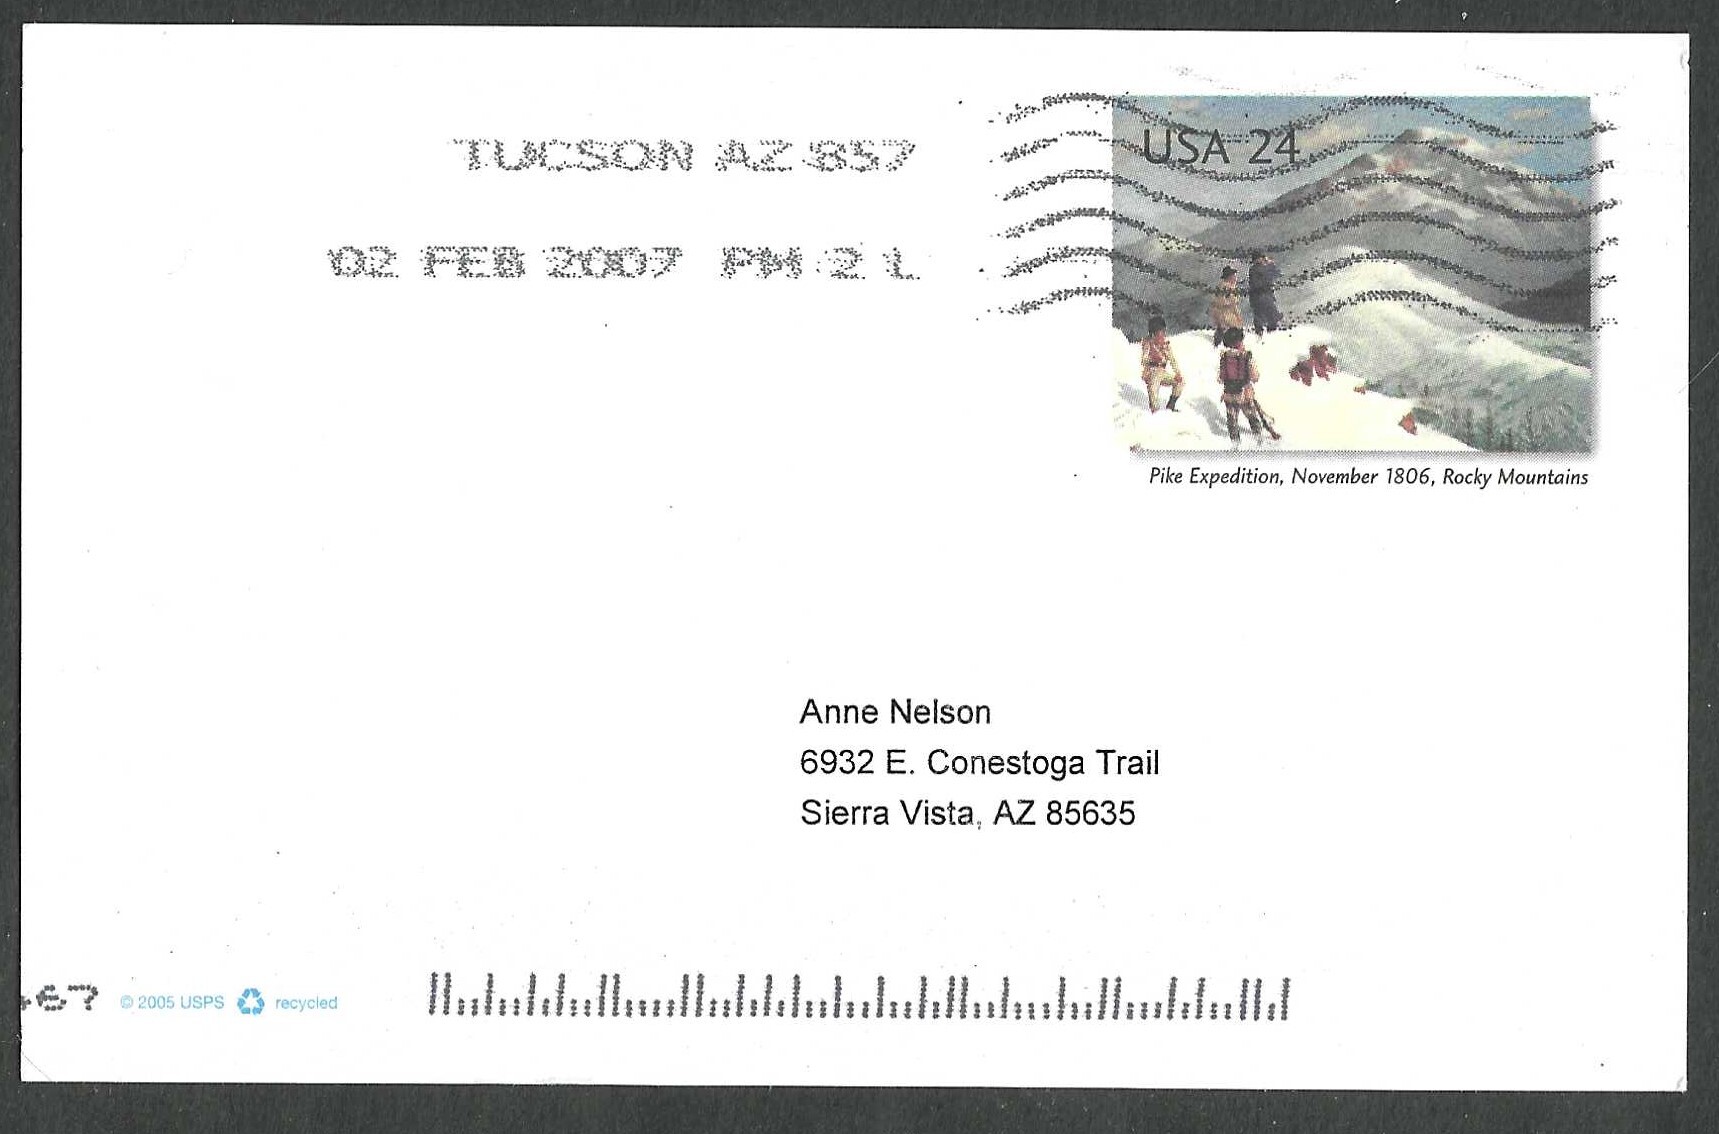 TUCSON AZ 857
02 FEB 2007 PM 2 L
USA 24
Pike Expedition, November 1806, Rocky Mountains
Anne Nelson
6932 E. Conestoga Trail
Sierra Vista, AZ 85635
67 © 2005 USPS recycled